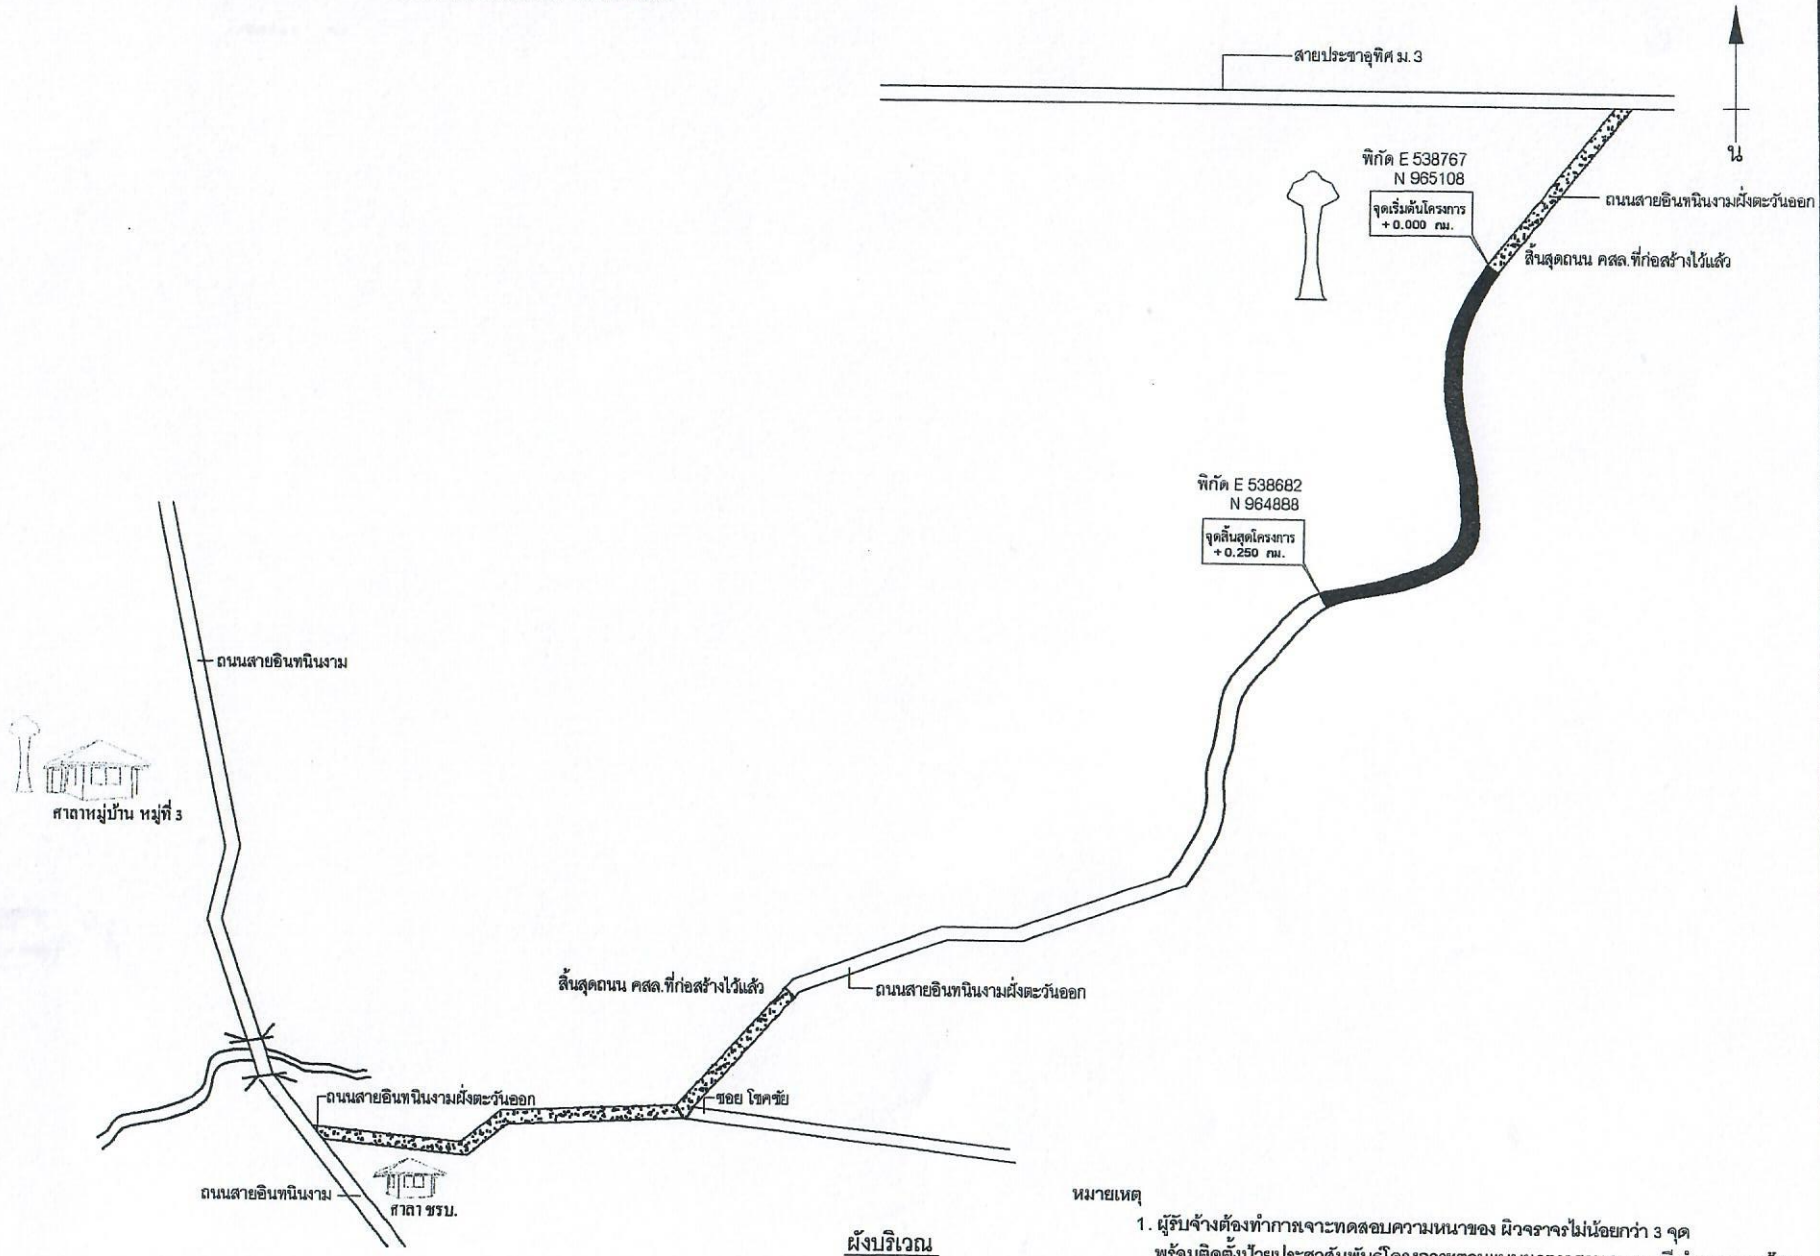 สายประชาอุทิศ ม.3
น
พิกัด E 538767
N 965108
จุดเริ่มต้นโครงการ
+0.000 กม.
ถนนสายอินทนินงามฝั่งตะวันออก
สิ้นสุดถนน คสล.ที่ก่อสร้างไว้แล้ว
พิกัด E 538682
N 964888
จุดสิ้นสุดโครงการ
+0.250 กม.
ถนนสายอินทนินงาม
ศาลาหมู่บ้าน หมู่ที่ 3
สิ้นสุดถนน คสล.ที่ก่อสร้างไว้แล้ว
ถนนสายอินทนินงามฝั่งตะวันออก
ถนนสายอินทนินงามฝั่งตะวันออก
ซอย โชคชัย
ถนนสายอินทนินงาม
ศาลา ชรบ.
ผังบริเวณ
หมายเหตุ
1. ผู้รับจ้างต้องทำการเจาะทดสอบความหนาของ ผิวจราจรไม่น้อยกว่า 3 จุด